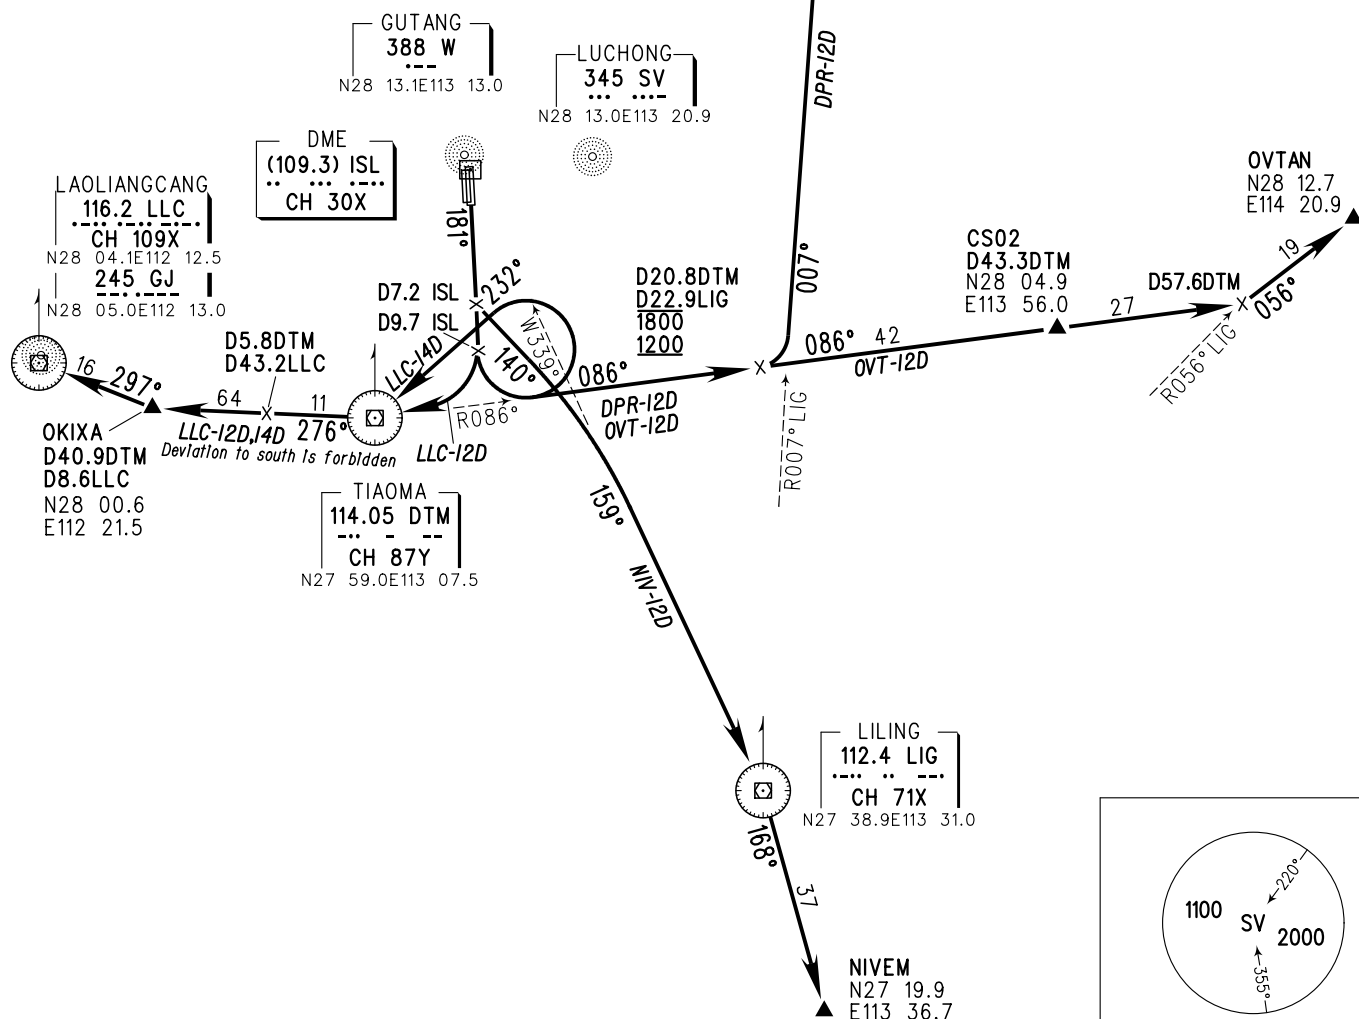 GUTANG
388 W
N28 13.1E113 13.0
LUCHONG
345 SV
N28 13.0E113 20.9
DPR-12D
DME
(109.3) ISL
CH 30X
LAOLIANGCANG
116.2 LLC
CH 109X
N28 04.1E112 12.5
245 GJ
N28 05.0E112 13.0
OVTAN
N28 12.7
E114 20.9
181°
D7.2 ISL
D9.7 ISL
232°
W339°
140°
LLC-14D
D20.8DTM
D22.9LIG
1800
1200
007°
CS02
D43.3DTM
N28 04.9
E113 56.0
27
D57.6DTM
19
056°
R056° LIG
086°
42
OVT-12D
086°
DPR-12D
OVT-12D
R007° LIG
R086°
LLC-12D
D5.8DTM
D43.2LLC
16
297°
64
11
276°
LLC-12D,14D
Deviation to south is forbidden
OKIXA
D40.9DTM
D8.6LLC
N28 00.6
E112 21.5
TIAOMA
114.05 DTM
CH 87Y
N27 59.0E113 07.5
159°
NIV-12D
LILING
112.4 LIG
CH 71X
N27 38.9E113 31.0
168°
37
NIVEM
N27 19.9
E113 36.7
220°
1100
SV
2000
355°